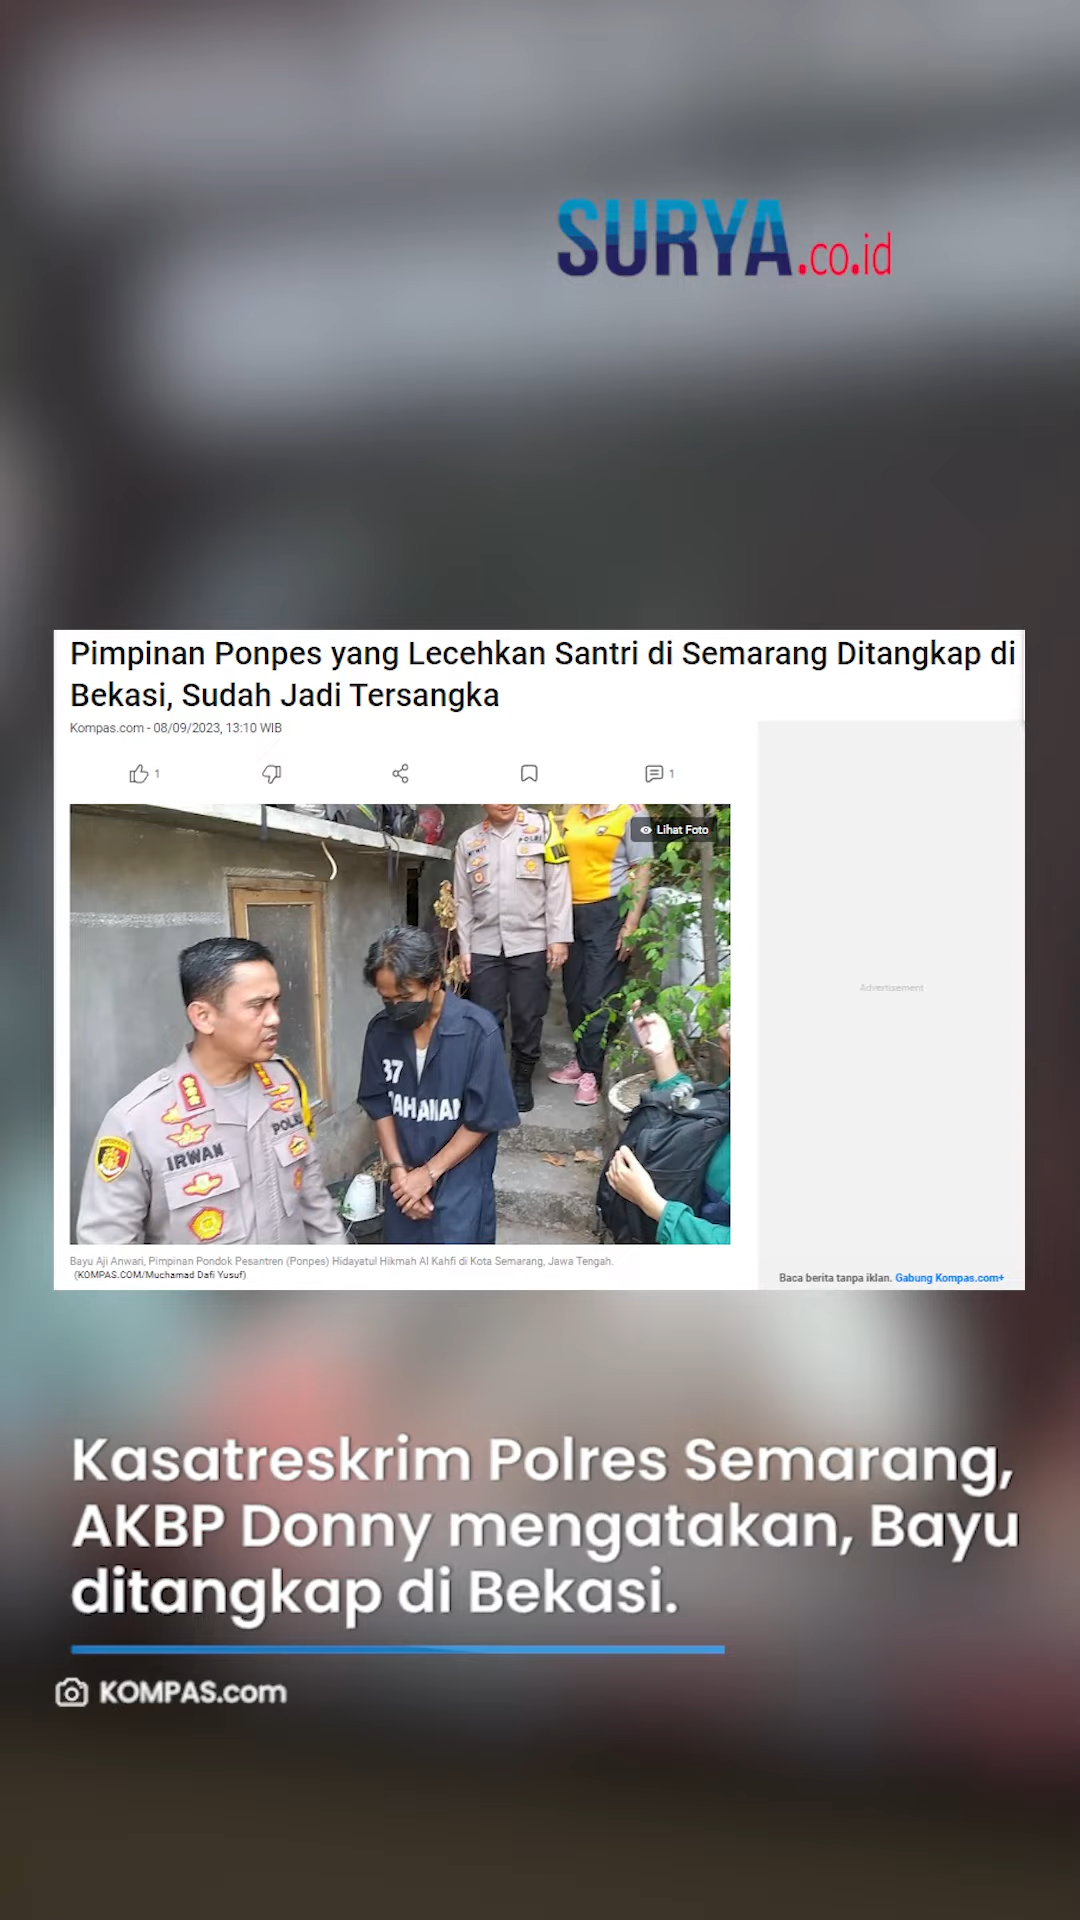 SURYA.co.id
Pimpinan Ponpes yang Lecehkan Santri di Semarang Ditangkap di
Bekasi, Sudah Jadi Tersangka
Kompas.com - 08/09/2023, 13:10 WIB
1
1
Lihat Foto
POLRI
IRWAN
37
TAHANAN
Advertisement
Bayu Aji Anwari, Pimpinan Pondok Pesantren (Ponpes) Hidayatul Hikmah Al Kahfi di Kota Semarang, Jawa Tengah.
(KOMPAS.COM/Muchamad Dafi Yusuf)
Baca berita tanpa iklan. Gabung Kompas.com+
Kasatreskrim Polres Semarang,
AKBP Donny mengatakan, Bayu
ditangkap di Bekasi.
KOMPAS.com